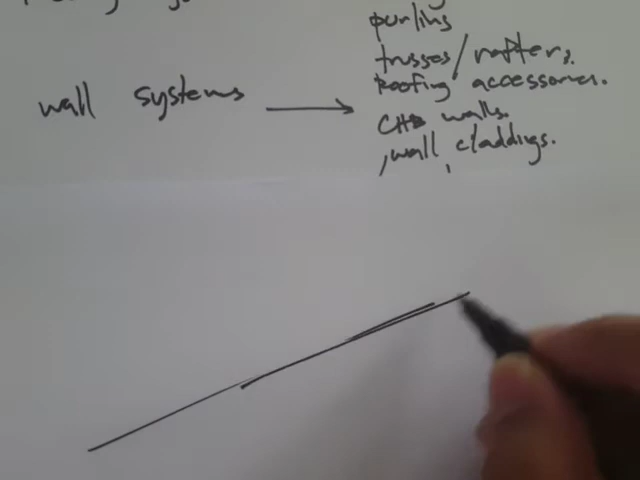 purlins
trusses/rafters.
Roofing accessories.
wall systems
CHB walls.
wall claddings.